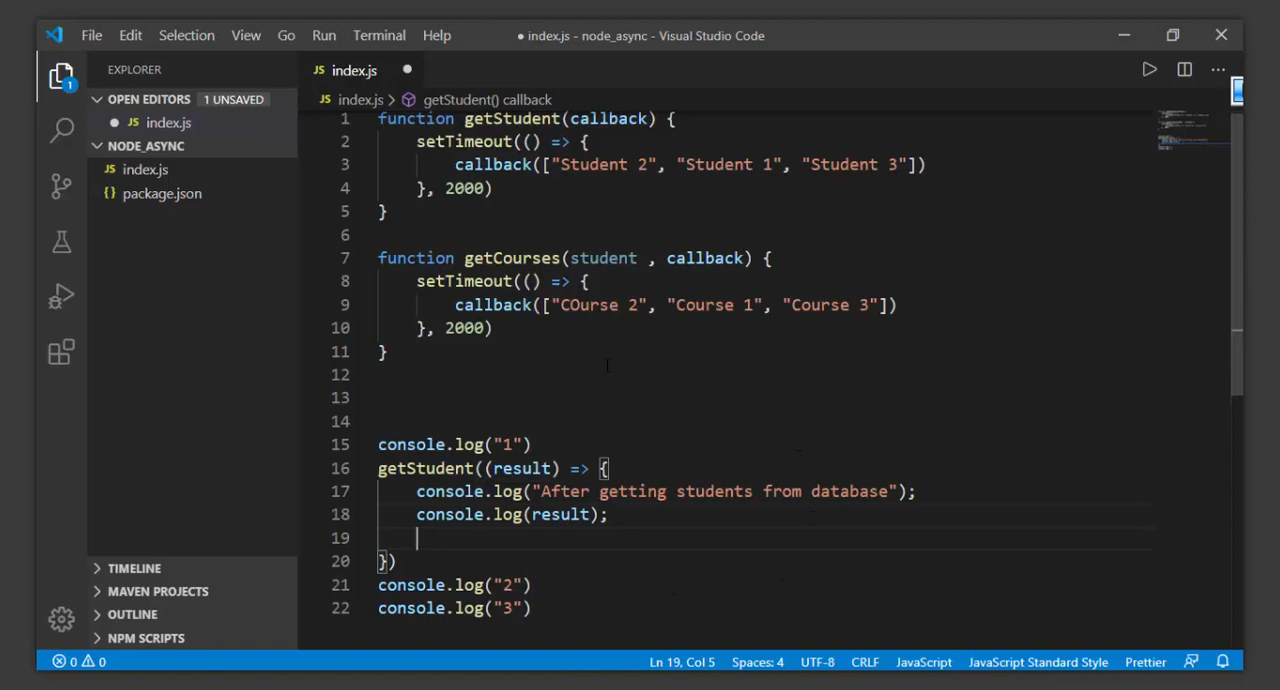 File Edit Selection View Go Run Terminal Help ● index.js - node_async - Visual Studio Code
EXPLORER
OPEN EDITORS 1 UNSAVED
● JS index.js
NODE_ASYNC
JS index.js
{} package.json
TIMELINE
MAVEN PROJECTS
OUTLINE
NPM SCRIPTS
1
JS index.js ●
JS index.js > getStudent() callback
1 function getStudent(callback) {
2 setTimeout(() => {
3 callback(["Student 2", "Student 1", "Student 3"])
4 }, 2000)
5 }
6
7 function getCourses(student , callback) {
8 setTimeout(() => {
9 callback(["COurse 2", "Course 1", "Course 3"])
10 }, 2000)
11 }
12
13
14
15 console.log("1")
16 getStudent((result) => {
17 console.log("After getting students from database");
18 console.log(result);
19
20 })
21 console.log("2")
22 console.log("3")
0 0 Ln 19, Col 5 Spaces: 4 UTF-8 CRLF JavaScript JavaScript Standard Style Prettier